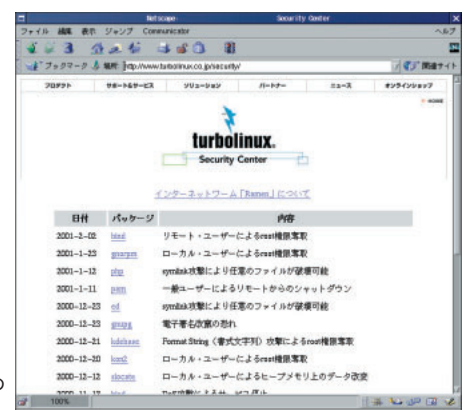 Netscape: Security Center
ファイル 編集 表示 ジャンプ Communicator ヘルプ
ブックマーク 場所: http://www.turbolinux.co.jp/security/ 関連サイト
プロダクト サポート&サービス ソリューション パートナー ニュース オンラインショップ
HOME
turbolinux.
Security Center
インターネットワーム「Ramen」について
日付 パッケージ 内容
2001-2-02 bind リモート・ユーザーによるroot権限奪取
2001-1-23 ローカル・ユーザーによるroot権限奪取
2001-1-12 php symlink攻撃により任意のファイルが破壊可能
2001-1-11 pam 一般ユーザーによるリモートからのシャットダウン
2000-12-23 ed symlink攻撃により任意のファイルが破壊可能
2000-12-23 gnupg 電子署名改竄の恐れ
2000-12-21 kdebase Format String（書式文字列）攻撃によるroot権限奪取
2000-12-20 ローカル・ユーザーによるroot権限奪取
2000-12-12 slocate ローカル・ユーザーによるヒープメモリ上のデータ改変
100%